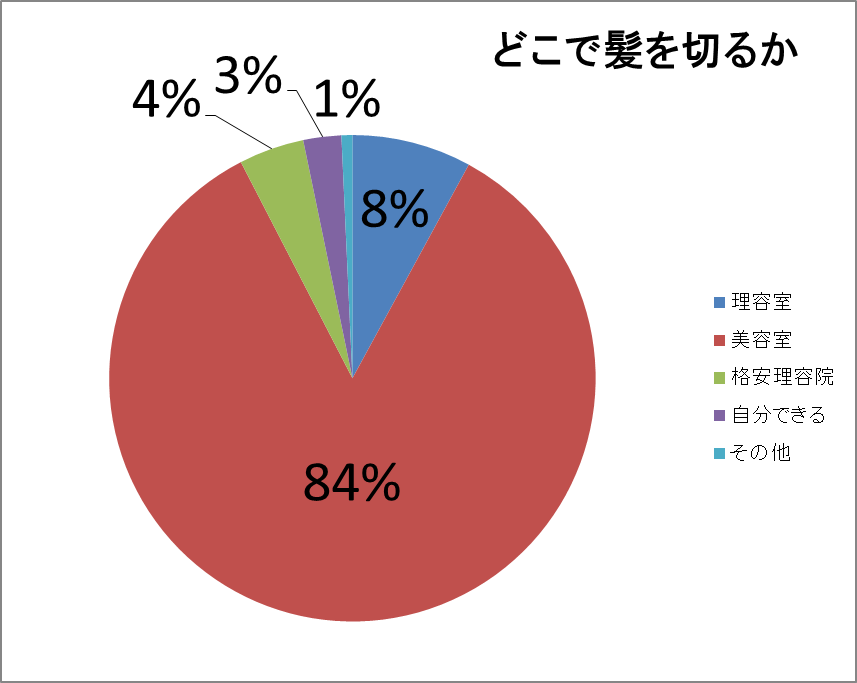 どこで髪を切るか
3%
4%
1%
8%
84%
理容室
美容室
格安理容院
自分できる
その他